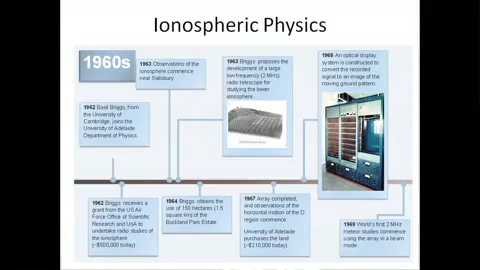 Ionospheric Physics
1960s
1963 Observations of the
ionosphere commence
near Salisbury
1963 Briggs proposes the
development of a large
low frequency (2 MHz)
radio telescope for
studying the lower
ionosphere.
1968 An optical display
system is constructed to
convert the recorded
signal to an image of the
moving ground pattern.
1962 Basil Briggs, from
the University of
Cambridge, joins the
University of Adelaide
Department of Physics.
1962 Briggs receives a
grant from the US Air
Force Office of Scientific
Research and UoA to
undertake radio studies of
the ionosphere
(~$500,000 today)
1964 Briggs obtains the
use of 150 hectares (1.5
square km) of the
Buckland Park Estate.
1967 Array completed,
and observations of the
horizontal motion of the D
region commence.
University of Adelaide
purchases the land
(~$210,000 today)
1969 World's first 2 MHz
meteor studies commence
using the array in a beam
mode.